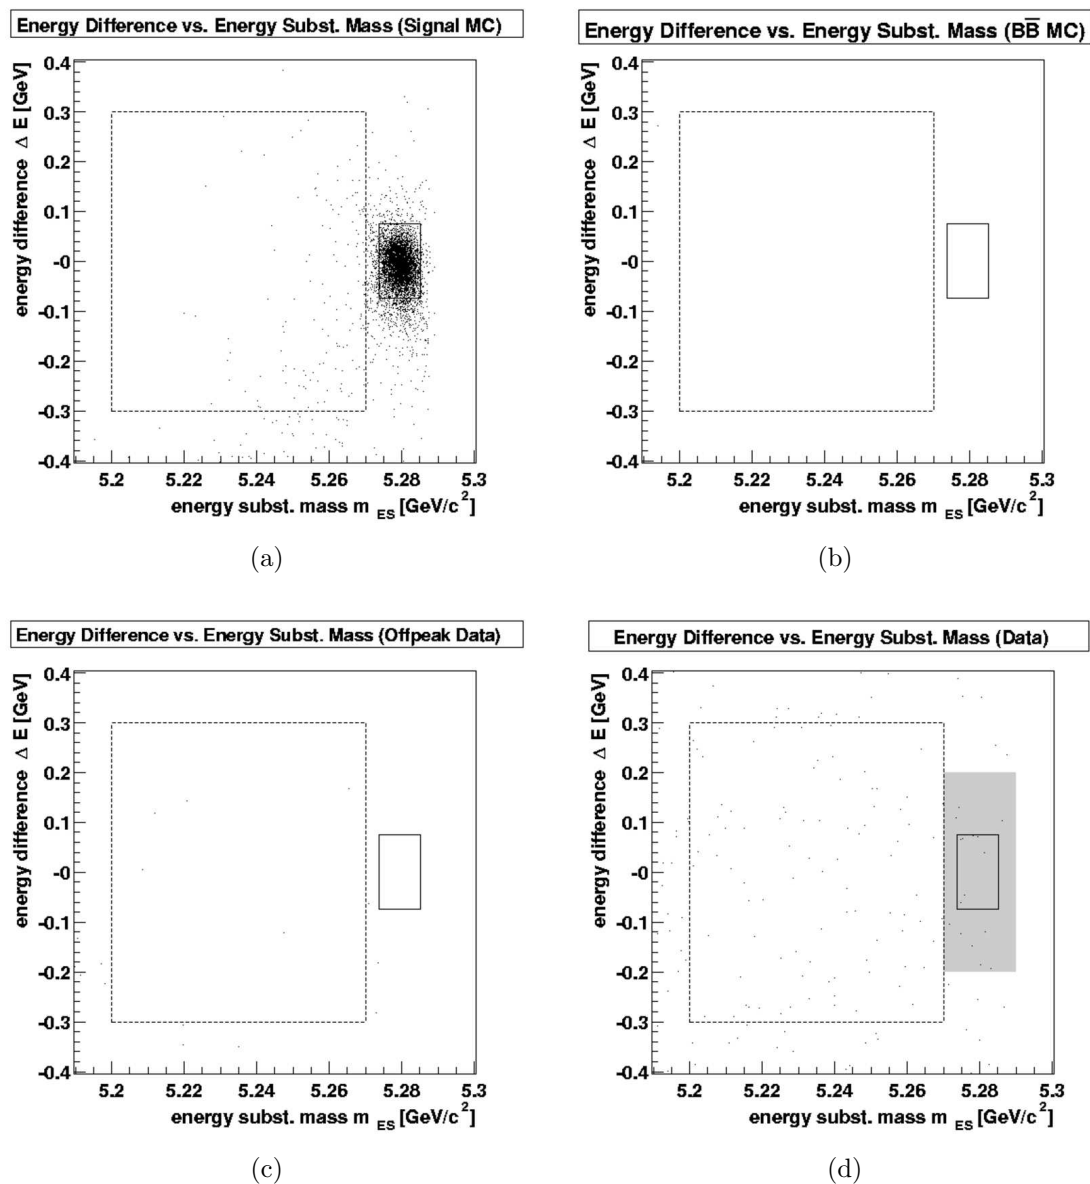 Energy Difference vs. Energy Subst. Mass (Signal MC)
energy difference Δ E [GeV]
0.4
0.3
0.2
0.1
-0
-0.1
-0.2
-0.3
-0.4
5.2 5.22 5.24 5.26 5.28 5.3
energy subst. mass m ES [GeV/c²]
(a)
Energy Difference vs. Energy Subst. Mass (BB̅ MC)
energy difference Δ E [GeV]
0.4
0.3
0.2
0.1
-0
-0.1
-0.2
-0.3
-0.4
5.2 5.22 5.24 5.26 5.28 5.3
energy subst. mass m ES [GeV/c²]
(b)
Energy Difference vs. Energy Subst. Mass (Offpeak Data)
energy difference Δ E [GeV]
0.4
0.3
0.2
0.1
-0
-0.1
-0.2
-0.3
-0.4
5.2 5.22 5.24 5.26 5.28 5.3
energy subst. mass m ES [GeV/c²]
(c)
Energy Difference vs. Energy Subst. Mass (Data)
energy difference Δ E [GeV]
0.4
0.3
0.2
0.1
-0
-0.1
-0.2
-0.3
-0.4
5.2 5.22 5.24 5.26 5.28 5.3
energy subst. mass m ES [GeV/c²]
(d)